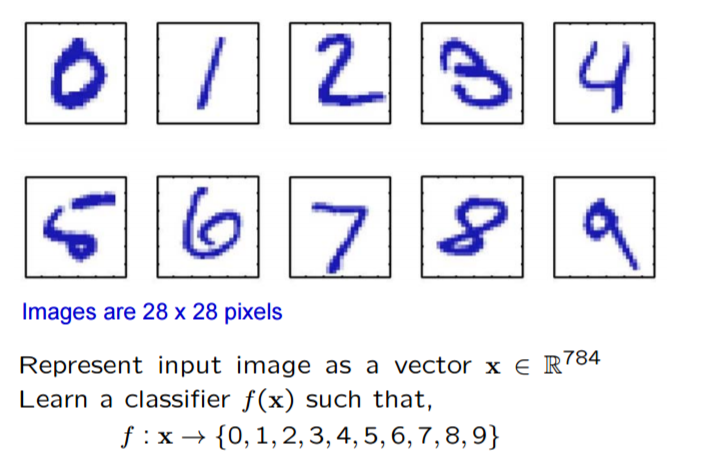 0 1 2 3 4
5 6 7 8 9
Images are 28 x 28 pixels
Represent input image as a vector x ∈ ℝ^784
Learn a classifier f(x) such that,
f : x → {0, 1, 2, 3, 4, 5, 6, 7, 8, 9}